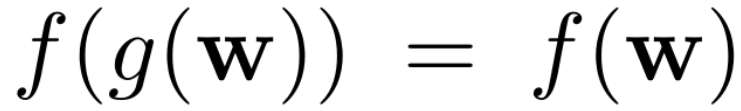 f(g(𝐰)) = f(𝐰)